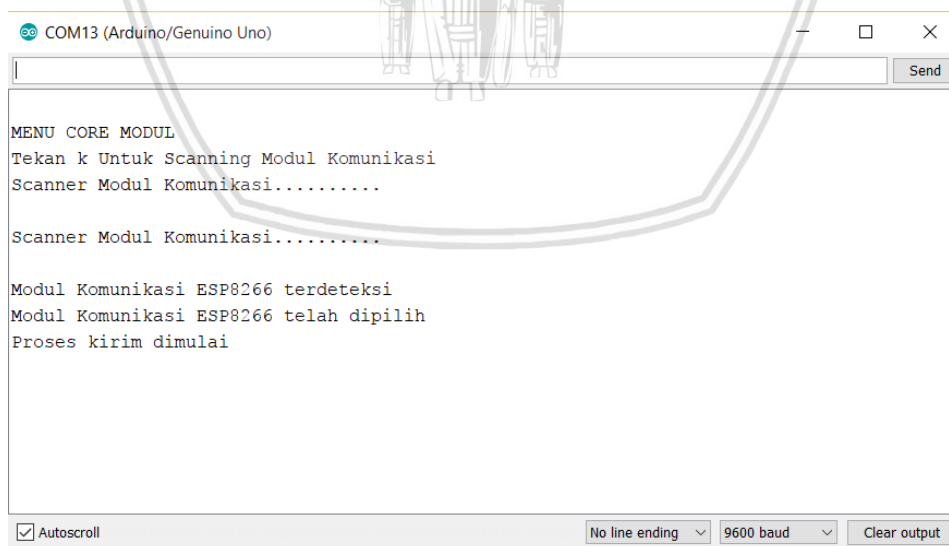 COM13 (Arduino/Genuino Uno)
Send
MENU CORE MODUL
Tekan k Untuk Scanning Modul Komunikasi
Scanner Modul Komunikasi..........
Scanner Modul Komunikasi..........
Modul Komunikasi ESP8266 terdeteksi
Modul Komunikasi ESP8266 telah dipilih
Proses kirim dimulai
Autoscroll
No line ending
9600 baud
Clear output